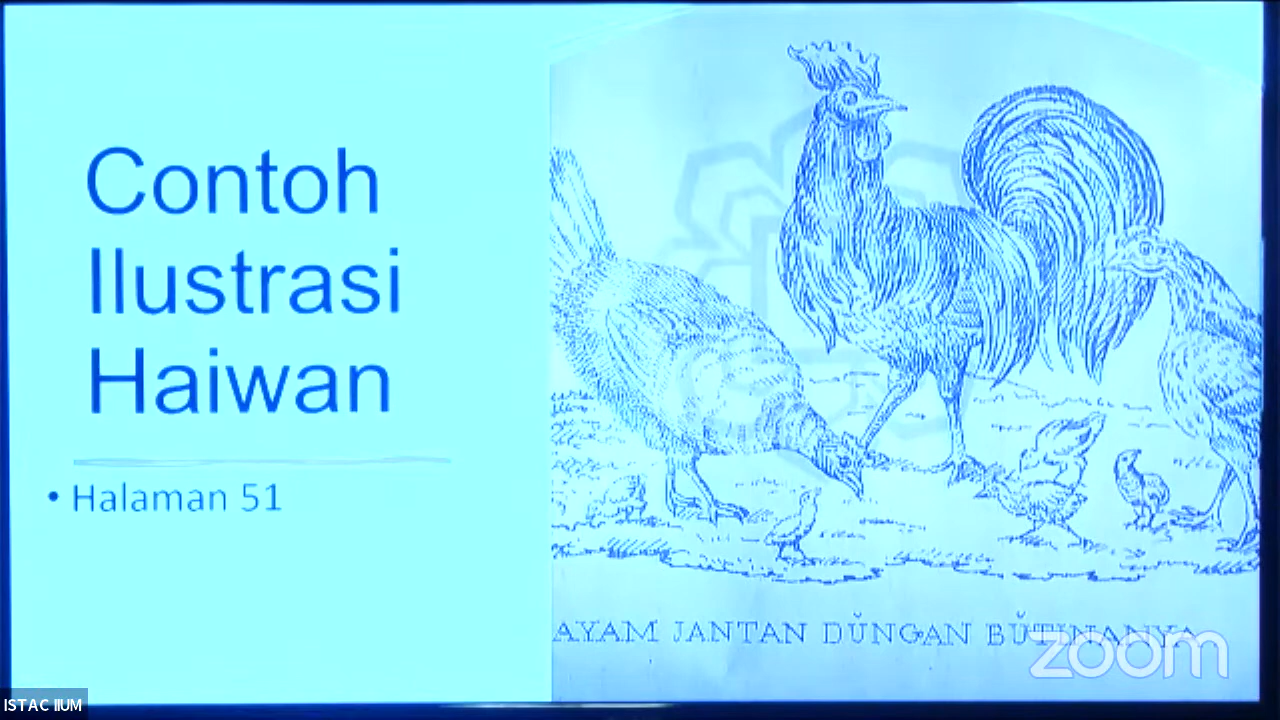 Contoh
Ilustrasi
Haiwan
• Halaman 51
AYAM JANTAN DŬNGAN BŬTINANYA
zoom
ISTAC IIUM